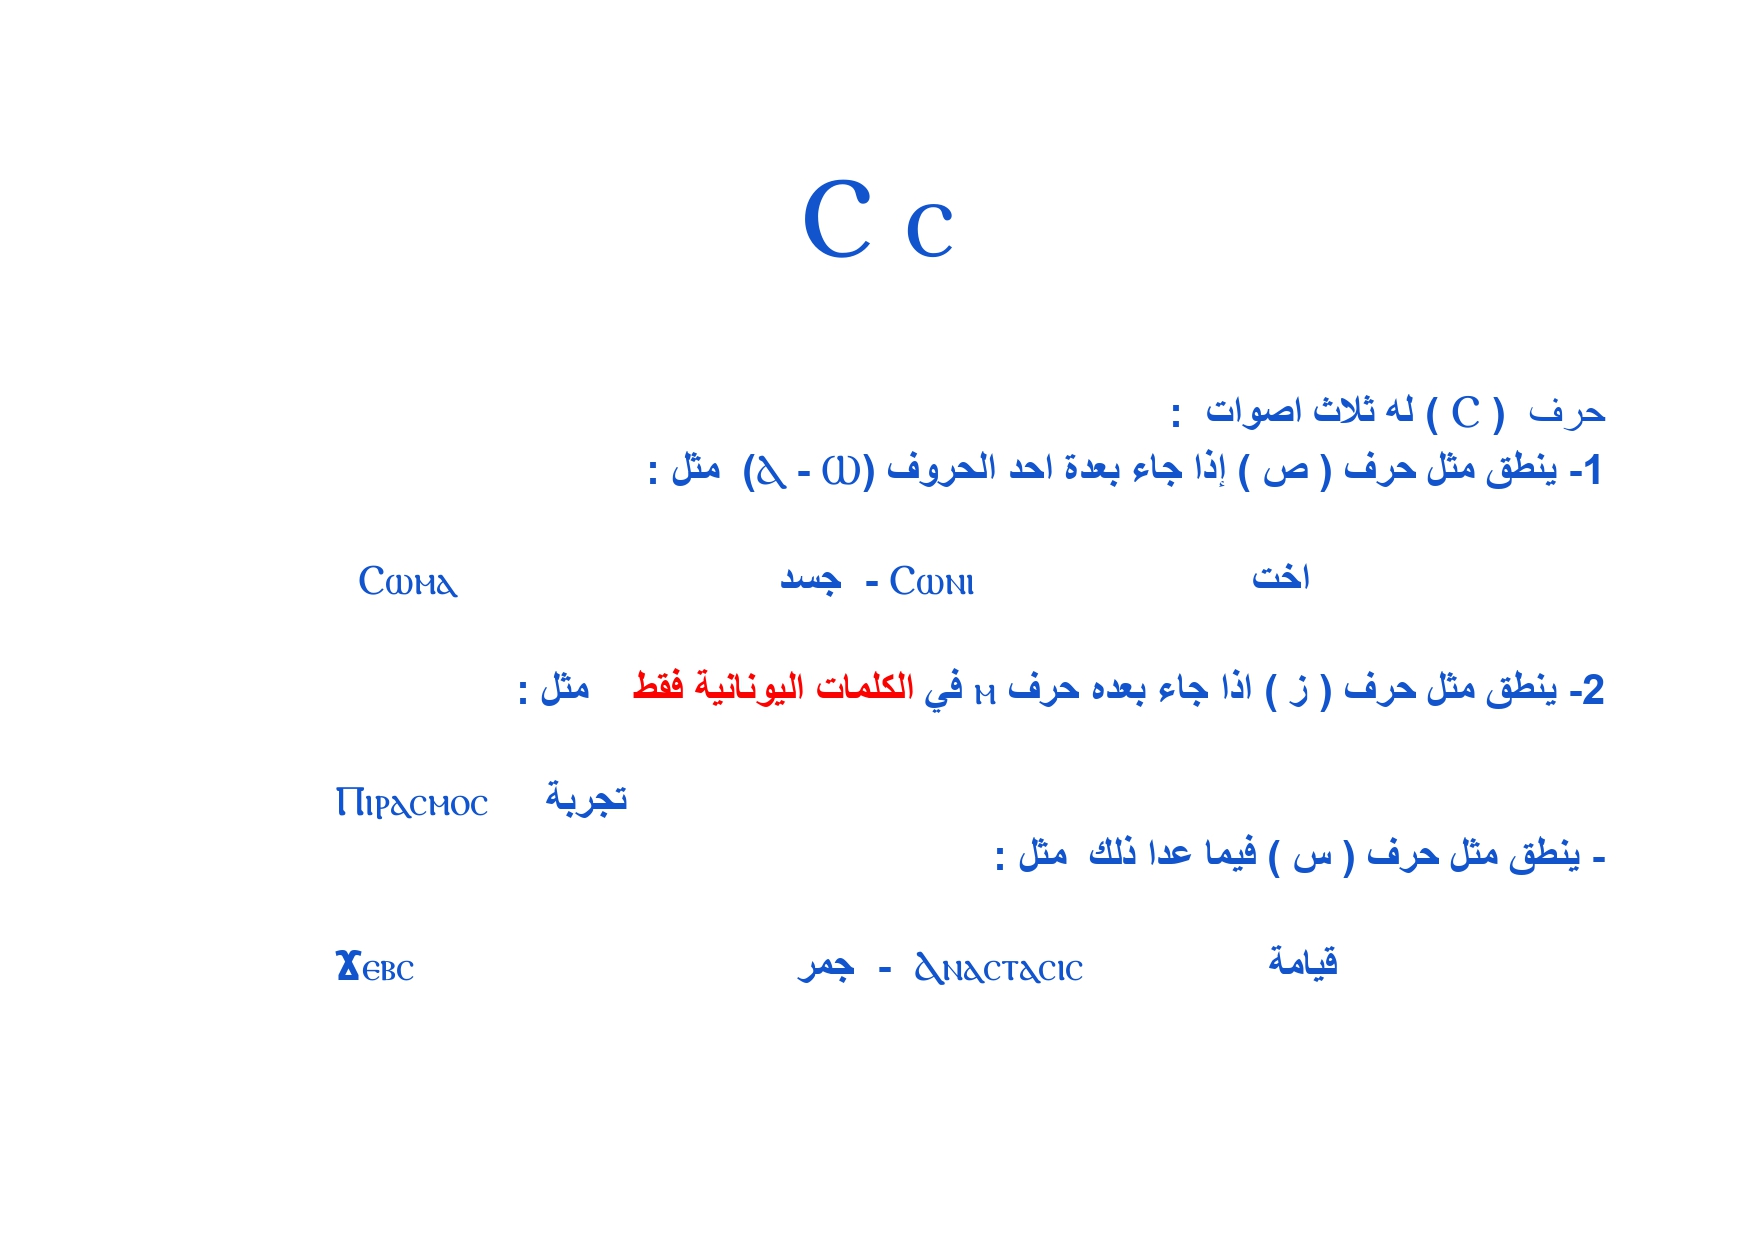 Ⲥ ⲥ
حرف ( Ⲥ ) له ثلاث اصوات :
1- ينطق مثل حرف ( ص ) إذا جاء بعدة احد الحروف (Ⲱ - Ⲁ) مثل :
Ⲥⲱⲙⲁ جسد - Ⲥⲱⲛⲓ اخت
2- ينطق مثل حرف ( ز ) اذا جاء بعده حرف ⲙ في الكلمات اليونانية فقط مثل :
Ⲡⲓⲣⲁⲥⲙⲟⲥ تجربة
- ينطق مثل حرف ( س ) فيما عدا ذلك مثل :
Ϫⲉⲃⲥ جمر - Ⲁⲛⲁⲥⲧⲁⲥⲓⲥ قيامة